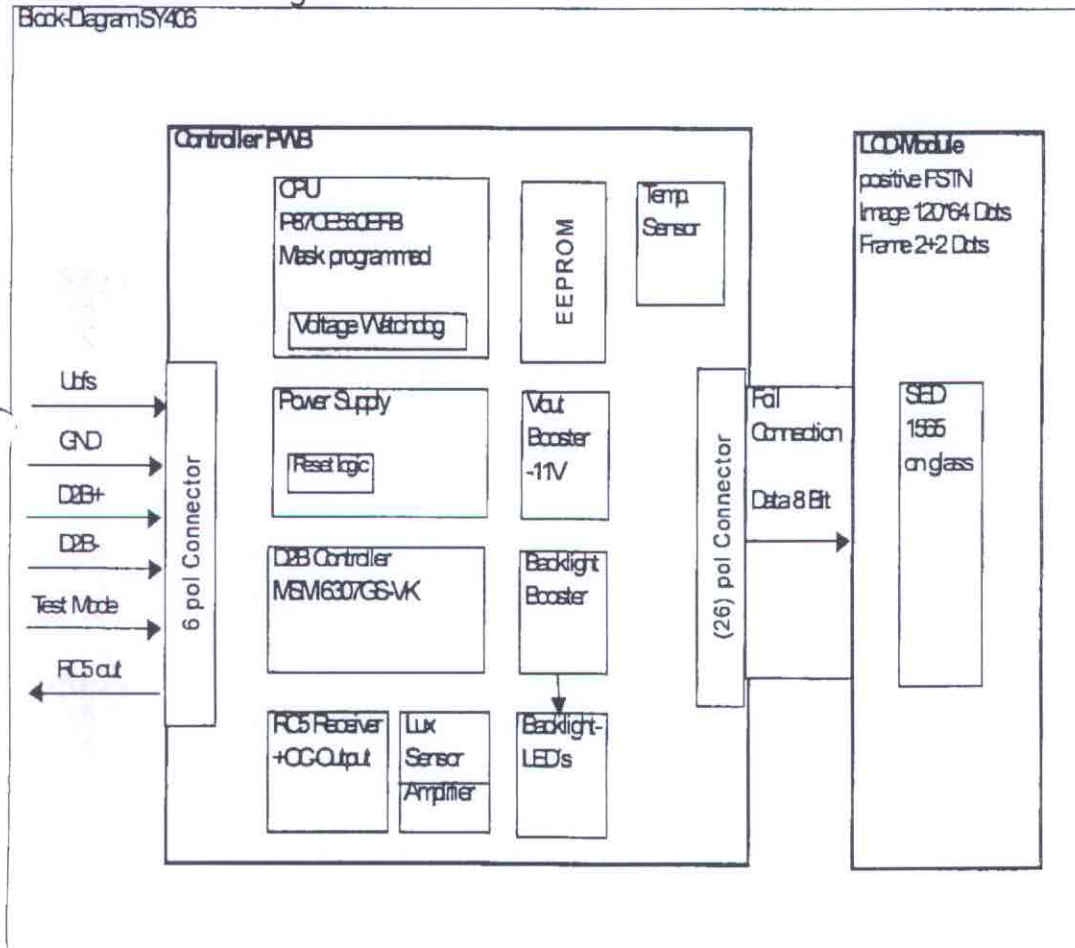 Block-Diagram SY406
Controller PWB
CPU
P87CE560EFB
Mask programmed
Voltage Watchdog
EEPROM
Temp.
Sensor
LCD-Module
positive FSTN
Image 120*64 Dots
Frame 2+2 Dots
Ubfs
GND
D2B+
D2B-
Test Mode
RC5 out
6 pol Connector
Power Supply
Reset logic
Vout
Booster
-11V
D2B Controller
MSM6307GS-VK
Backlight
Booster
RC5 Receiver
+OC-Output
Lux
Sensor
Amplifier
Backlight-
LED's
(26) pol Connector
Foil
Connection
Data 8 Bit
SED
1565
on glass